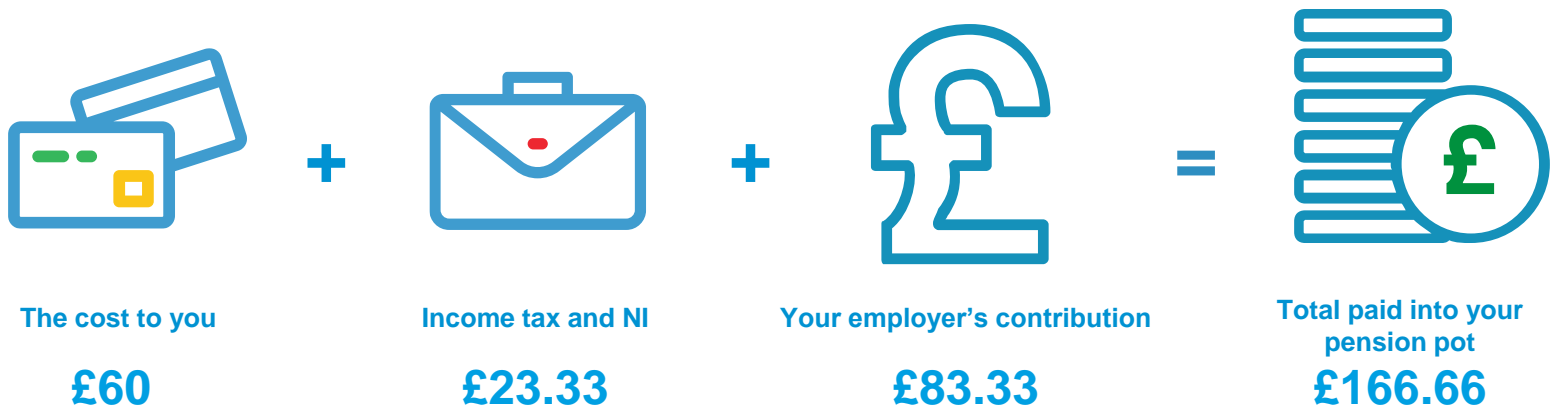 +
+
=
£
£
The cost to you
£60
Income tax and NI
£23.33
Your employer's contribution
£83.33
Total paid into your
pension pot
£166.66